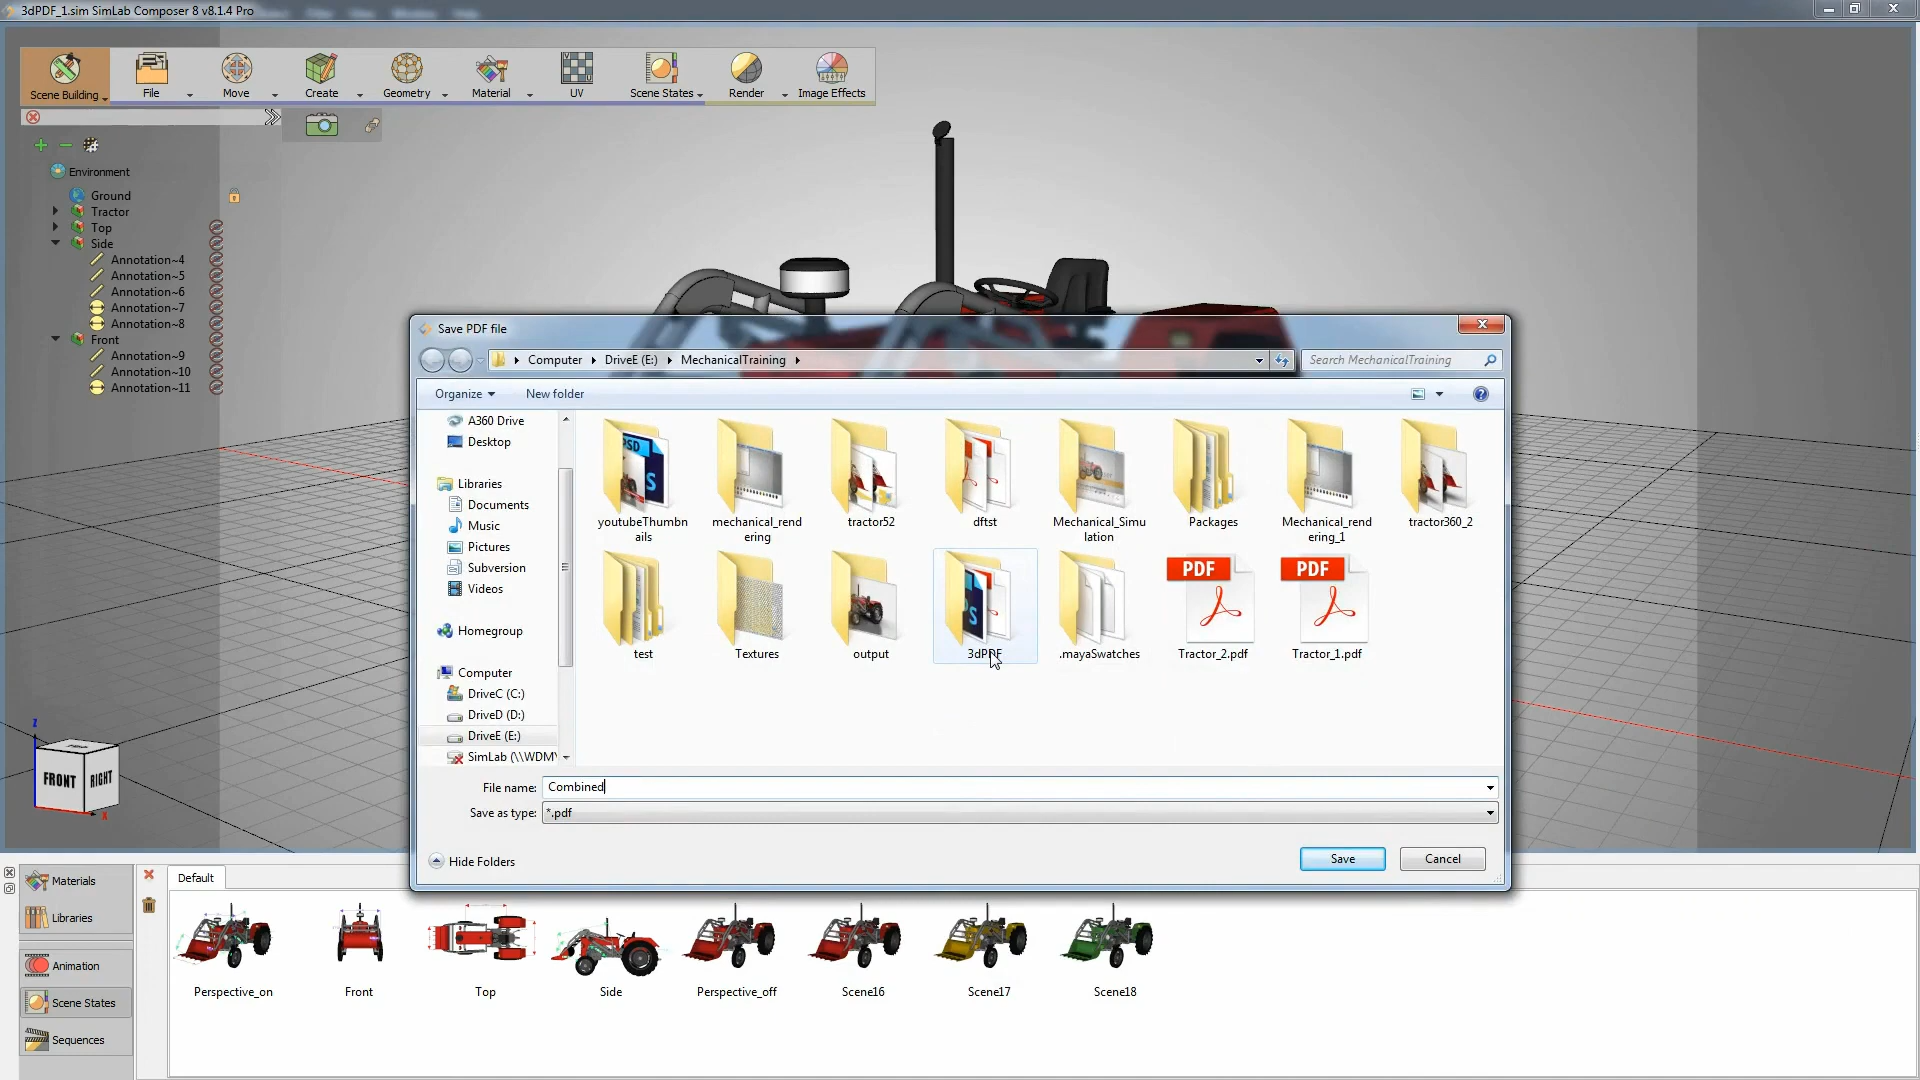 3dPDF_1.sim SimLab Composer 8 v8.1.4 Pro
Scene Building
File
Move
Create
Geometry
Material
UV
Scene States
Render
Image Effects
Environment
Ground
Tractor
Top
Side
Annotation~4
Annotation~5
Annotation~6
Annotation~7
Annotation~8
Front
Annotation~9
Annotation~10
Annotation~11
Save PDF file
Computer
DriveE (E:)
MechanicalTraining
Search MechanicalTraining
Organize
New folder
A360 Drive
Desktop
Libraries
Documents
Music
Pictures
Subversion
Videos
Homegroup
Computer
DriveC (C:)
DriveD (D:)
DriveE (E:)
SimLab (\\WDM
youtubeThumbn
ails
mechanical_rend
ering
tractor52
dftst
Mechanical_Simu
lation
Packages
Mechanical_rend
ering_1
tractor360_2
test
Textures
output
3dPDF
.mayaSwatches
PDF
Tractor_2.pdf
PDF
Tractor_1.pdf
File name: Combined
Save as type: *.pdf
Hide Folders
Save
Cancel
Z
FRONT
RIGHT
X
Materials
Libraries
Animation
Scene States
Sequences
Default
Perspective_on
Front
Top
Side
Perspective_off
Scene16
Scene17
Scene18